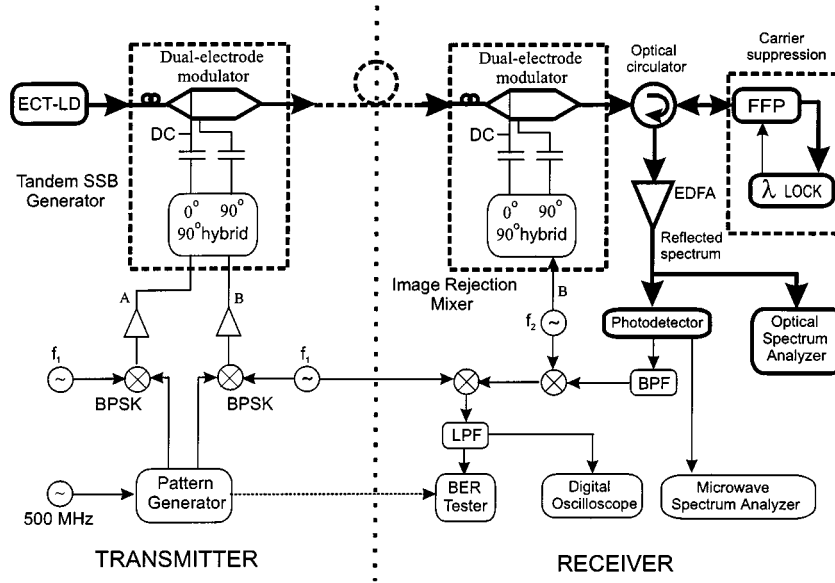 Dual-electrode
modulator
ECT-LD
DC
0° 90°
90° hybrid
Tandem SSB
Generator
A
B
f1
~
BPSK
BPSK
f1
~
~
500 MHz
Pattern
Generator
TRANSMITTER
Dual-electrode
modulator
DC
0° 90°
90° hybrid
Image Rejection
Mixer
B
f2
~
Optical
circulator
Carrier
suppression
FFP
λ LOCK
EDFA
Reflected
spectrum
Photodetector
Optical
Spectrum
Analyzer
BPF
LPF
BER
Tester
Digital
Oscilloscope
Microwave
Spectrum Analyzer
RECEIVER